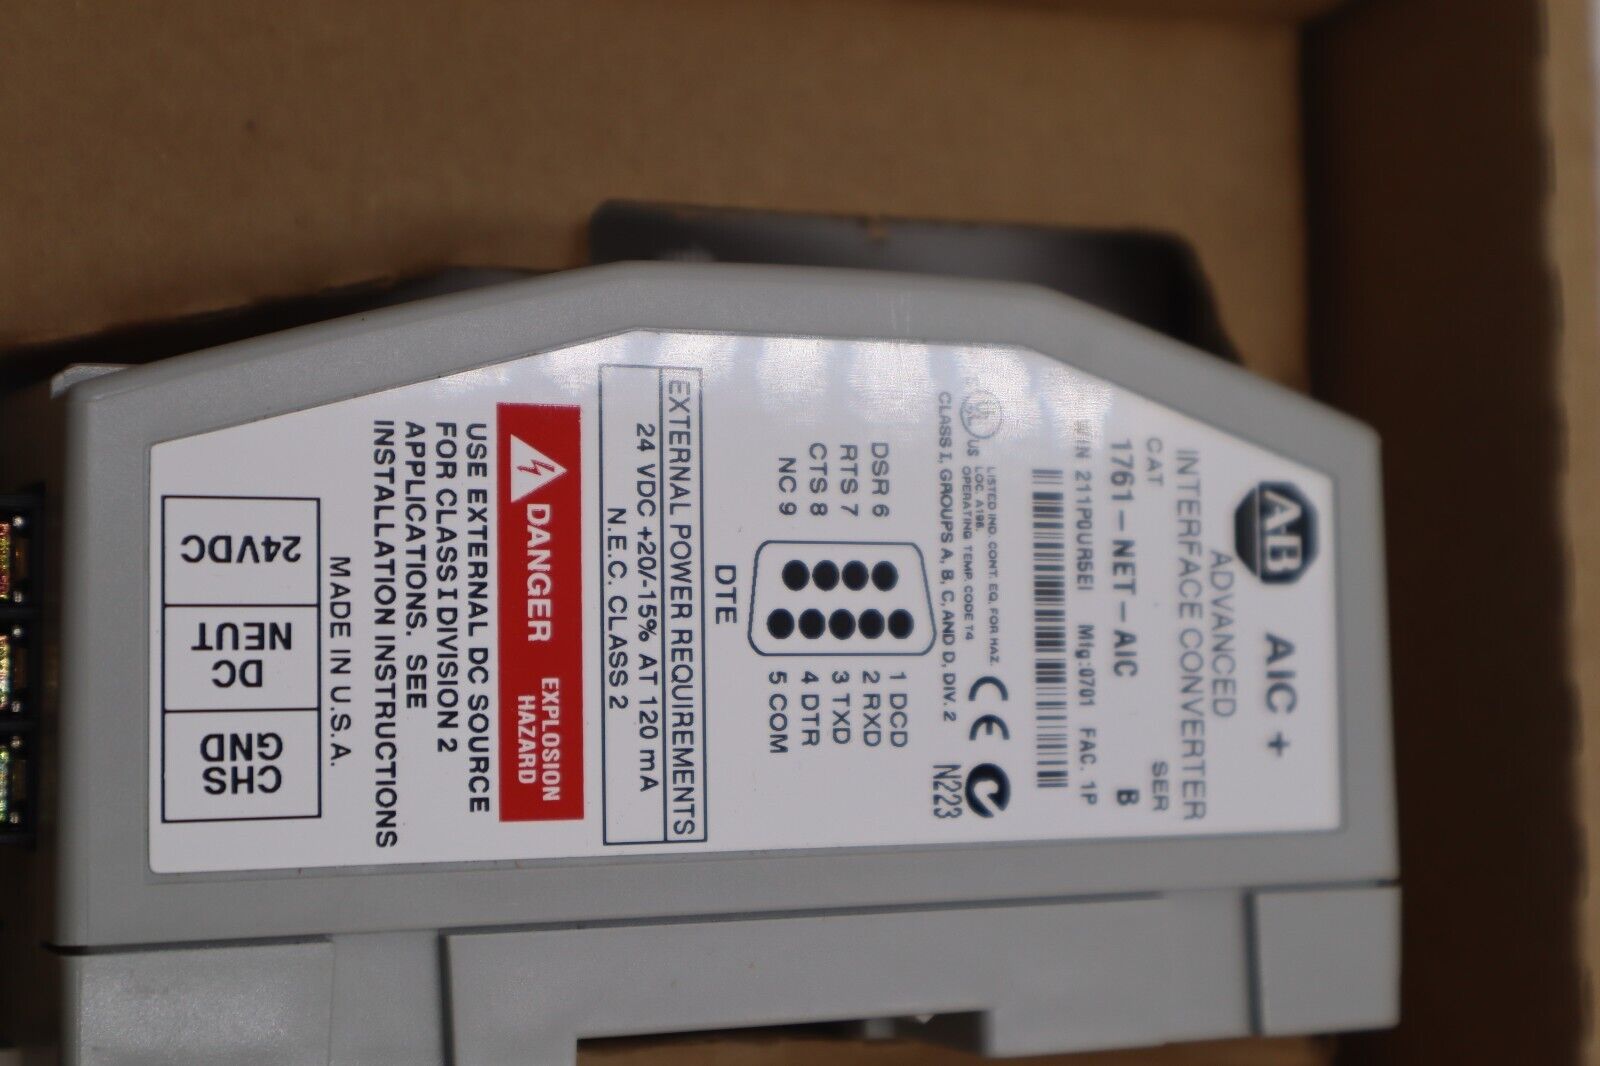 AB
AIC +
ADVANCED
INTERFACE CONVERTER
CAT SER
1761-NET-AIC B
211P0UR5EI Mfg:0701 FAC. 1P
UL
US
LISTED IND. CONT. EQ. FOR HAZ.
LOC. A196.
OPERATING TEMP. CODE T4
CLASS I, GROUPS A, B, C, AND D, DIV. 2
CE
N223
DSR 6
RTS 7
CTS 8
NC 9
1 DCD
2 RXD
3 TXD
4 DTR
5 COM
DTE
EXTERNAL POWER REQUIREMENTS
24 VDC +20/-15% AT 120 mA
N.E.C. CLASS 2
DANGER
EXPLOSION
HAZARD
USE EXTERNAL DC SOURCE
FOR CLASS I DIVISION 2
APPLICATIONS. SEE
INSTALLATION INSTRUCTIONS
MADE IN U.S.A.
24VDC
DC
NEUT
CHS
GND